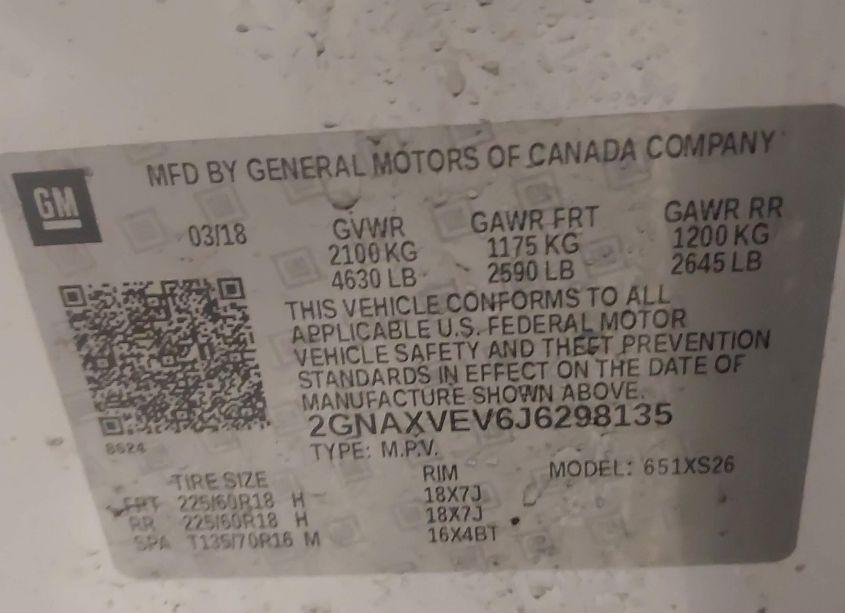 MFD BY GENERAL MOTORS OF CANADA COMPANY
GM
03/18 GVWR GAWR FRT GAWR RR
2100 KG 1175 KG 1200 KG
4630 LB 2590 LB 2645 LB
THIS VEHICLE CONFORMS TO ALL
APPLICABLE U.S. FEDERAL MOTOR
VEHICLE SAFETY AND THEFT PREVENTION
STANDARDS IN EFFECT ON THE DATE OF
MANUFACTURE SHOWN ABOVE.
2GNAXVEV6J6298135
8624
TYPE: M.P.V. MODEL: 651XS26
TIRE SIZE RIM
FRT 225/60R18 H 18X7J
RR 225/60R18 H 18X7J
SPA T135/70R16 M 16X4BT